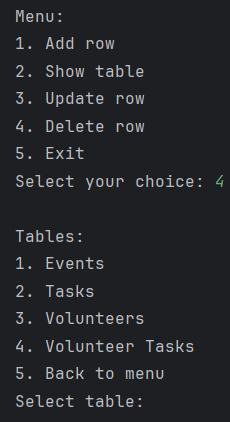 Menu:
1. Add row
2. Show table
3. Update row
4. Delete row
5. Exit
Select your choice: 4
Tables:
1. Events
2. Tasks
3. Volunteers
4. Volunteer Tasks
5. Back to menu
Select table: